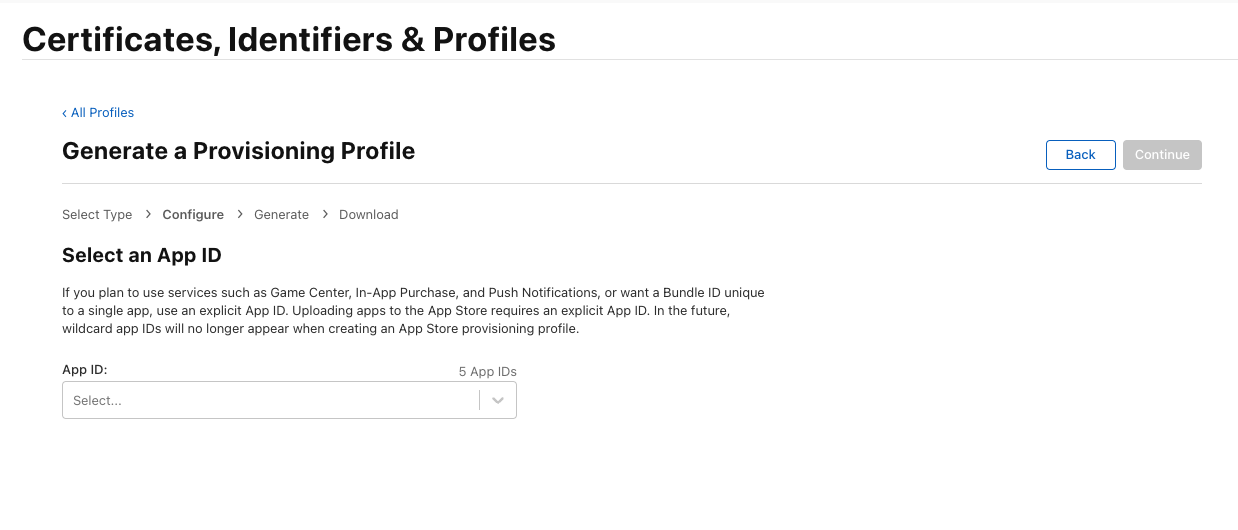 Certificates, Identifiers & Profiles
‹ All Profiles
Generate a Provisioning Profile
Back
Continue
Select Type > Configure > Generate > Download
Select an App ID
If you plan to use services such as Game Center, In-App Purchase, and Push Notifications, or want a Bundle ID unique
to a single app, use an explicit App ID. Uploading apps to the App Store requires an explicit App ID. In the future,
wildcard app IDs will no longer appear when creating an App Store provisioning profile.
App ID:
5 App IDs
Select...